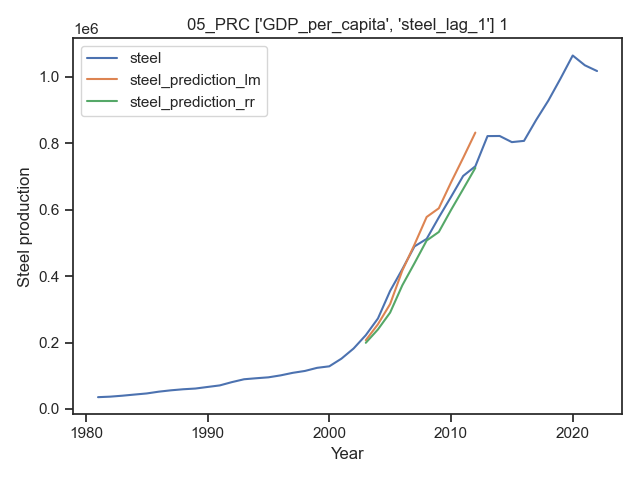 05_PRC ['GDP_per_capita', 'steel_lag_1'] 1
1e6
steel
steel_prediction_lm
steel_prediction_rr
1.0
0.8
0.6
0.4
0.2
0.0
Steel production
1980
1990
2000
2010
2020
Year